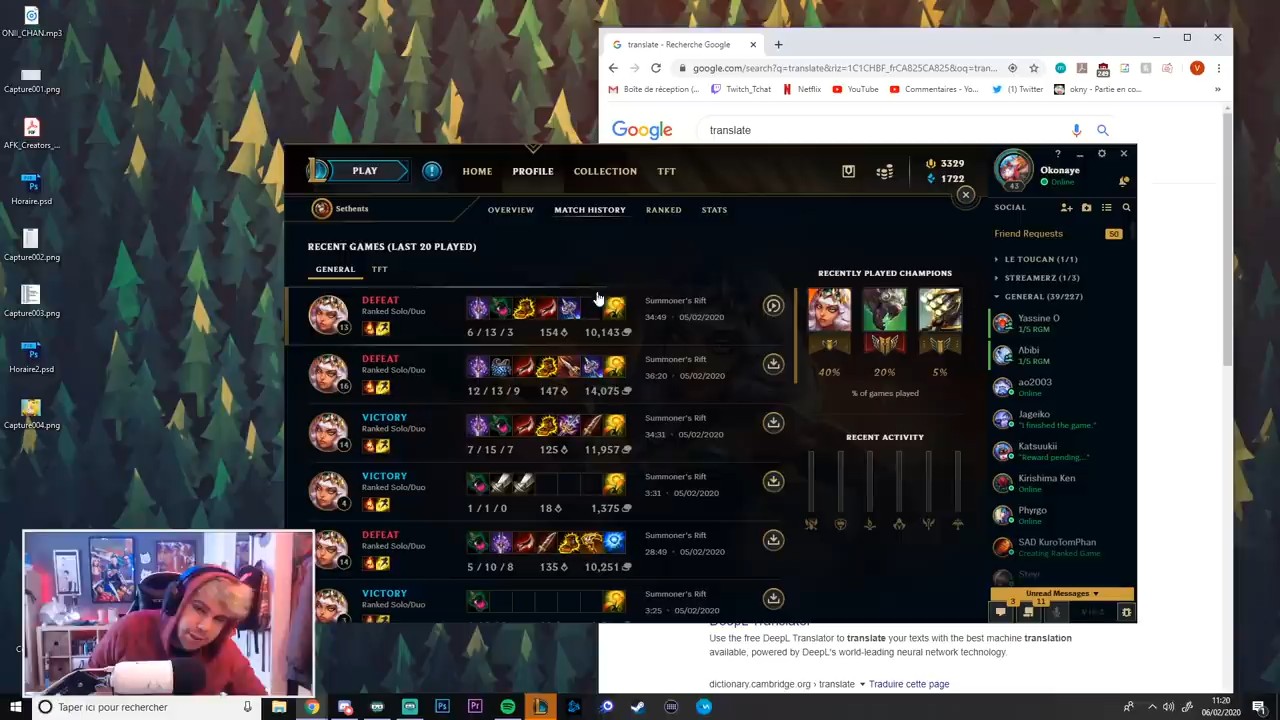 ONII_CHAN.mp3
Capture001.png
AFK_Creators_...
Horaire.psd
Capture002.png
Capture003.png
Horaire2.psd
Capture004.png
translate - Recherche Google
google.com/search?q=translate&rlz=1C1CHBF_frCA825CA825&oq=tran...
249
V
Boîte de réception (...
Twitch_Tchat
Netflix
YouTube
Commentaires - Yo...
(1) Twitter
okny - Partie en co...
»
Google
translate
PLAY
HOME
PROFILE
COLLECTION
TFT
3329
1722
43
Okonaye
Online
Sethents
OVERVIEW
MATCH HISTORY
RANKED
STATS
SOCIAL
RECENT GAMES (LAST 20 PLAYED)
GENERAL
TFT
13
DEFEAT
Ranked Solo/Duo
6 / 13 / 3
154
10,143
Summoner's Rift
34:49 · 05/02/2020
16
DEFEAT
Ranked Solo/Duo
12 / 13 / 9
147
14,075
Summoner's Rift
36:20 · 05/02/2020
14
VICTORY
Ranked Solo/Duo
7 / 15 / 7
125
11,957
Summoner's Rift
34:31 · 05/02/2020
4
VICTORY
Ranked Solo/Duo
1 / 1 / 0
18
1,375
Summoner's Rift
3:31 · 05/02/2020
14
DEFEAT
Ranked Solo/Duo
5 / 10 / 8
135
10,251
Summoner's Rift
28:49 · 05/02/2020
VICTORY
Ranked Solo/Duo
Summoner's Rift
3:25 · 05/02/2020
RECENTLY PLAYED CHAMPIONS
40%
20%
5%
% of games played
RECENT ACTIVITY
Friend Requests
50
LE TOUCAN (1/1)
STREAMERZ (1/3)
GENERAL (39/227)
Yassine O
1/5 RGM
Abibi
1/5 RGM
ao2003
Online
Jageiko
"I finished the game."
Katsuukii
"Reward pending..."
Kirishima Ken
Online
Phyrgo
Online
SAD KuroTomPhan
Creating Ranked Game
Unread Messages
3
11
DeepL Translator
Use the free DeepL Translator to translate your texts with the best machine translation
available, powered by DeepL's world-leading neural network technology.
dictionary.cambridge.org › translate
Traduire cette page
Taper ici pour rechercher
11:20
06/02/2020